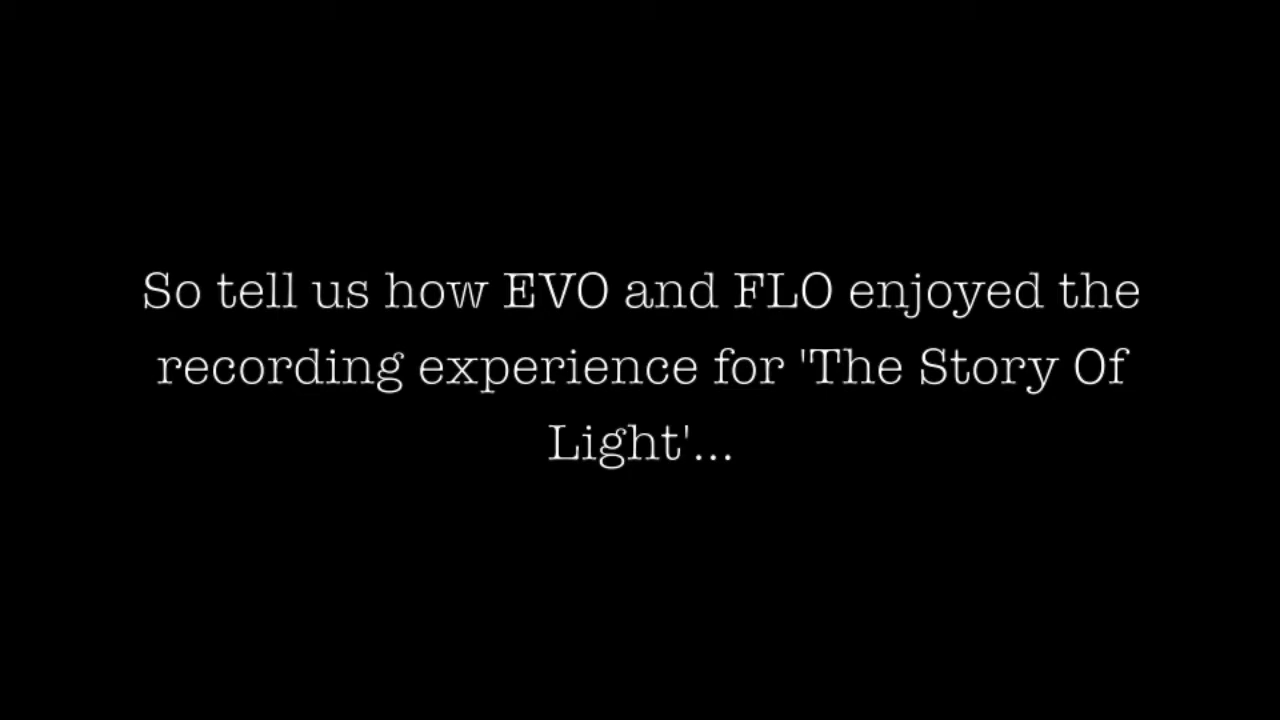 So tell us how EVO and FLO enjoyed the
recording experience for 'The Story Of
Light'...